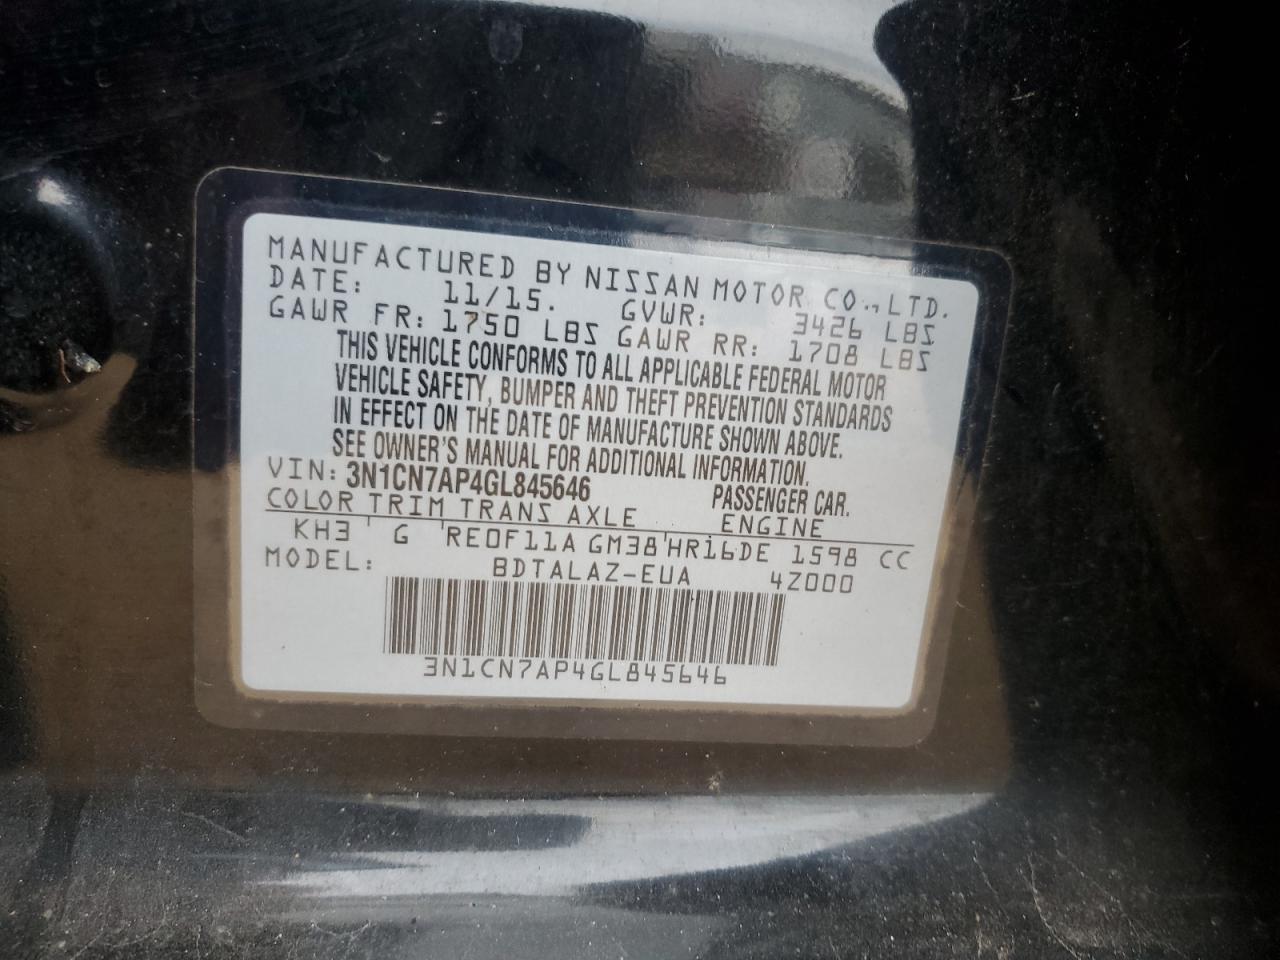 MANUFACTURED BY NISSAN MOTOR CO., LTD.
DATE: 11/15. GVWR: 3426 LBS
GAWR FR: 1750 LBS GAWR RR: 1708 LBS
THIS VEHICLE CONFORMS TO ALL APPLICABLE FEDERAL MOTOR
VEHICLE SAFETY, BUMPER AND THEFT PREVENTION STANDARDS
IN EFFECT ON THE DATE OF MANUFACTURE SHOWN ABOVE.
SEE OWNER'S MANUAL FOR ADDITIONAL INFORMATION.
VIN: 3N1CN7AP4GL845646 PASSENGER CAR.
COLOR TRIM TRANS AXLE ENGINE
KH3 G RE0F11A GM38 HR16DE 1598 CC
MODEL: BDTALAZ-EUA 4Z000
3N1CN7AP4GL845646